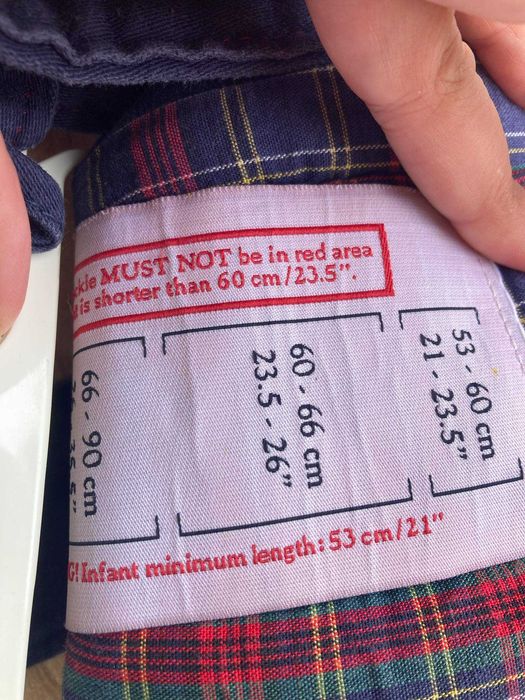 MUST NOT be in red area
is shorter than 60 cm/23.5”.
66 - 90 cm
60 - 66 cm
23.5 - 26”
53 - 60 cm
21 - 23.5”
Infant minimum length: 53 cm/21”